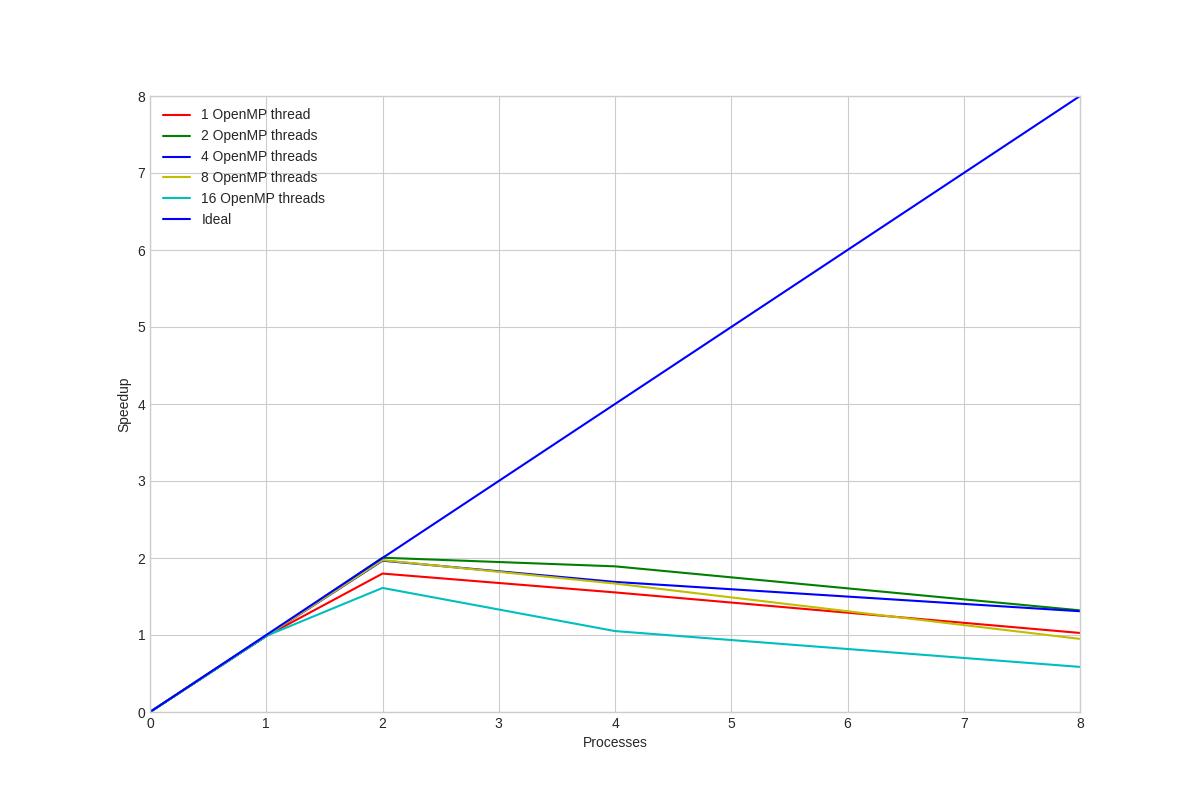 1 OpenMP thread
2 OpenMP threads
4 OpenMP threads
8 OpenMP threads
16 OpenMP threads
Ideal
8
7
6
5
4
3
2
1
0
Speedup
0 1 2 3 4 5 6 7 8
Processes